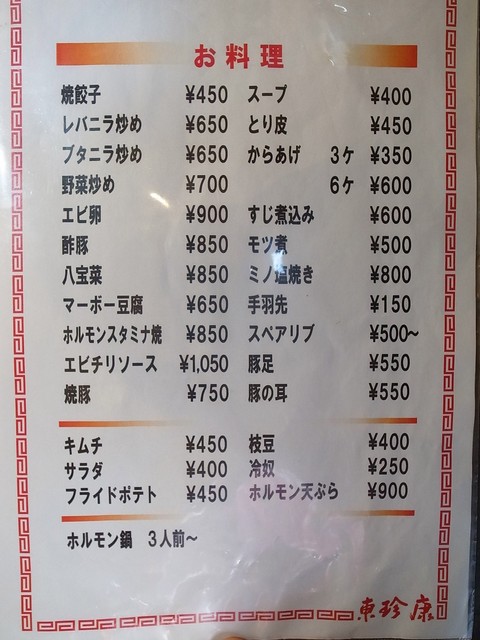 お料理
焼餃子 ¥450
レバニラ炒め ¥650
ブタニラ炒め ¥650
野菜炒め ¥700
エビ卵 ¥900
酢豚 ¥850
八宝菜 ¥850
マーボー豆腐 ¥650
ホルモンスタミナ焼 ¥850
エビチリソース ¥1,050
焼豚 ¥750
スープ ¥400
とり皮 ¥450
からあげ 3ケ ¥350
6ケ ¥600
すじ煮込み ¥600
モツ煮 ¥500
ミノ塩焼き ¥800
手羽先 ¥150
スペアリブ ¥500〜
豚足 ¥550
豚の耳 ¥550
キムチ ¥450
サラダ ¥400
フライドポテト ¥450
枝豆 ¥400
冷奴 ¥250
ホルモン天ぷら ¥900
ホルモン鍋 3人前〜
東珍康